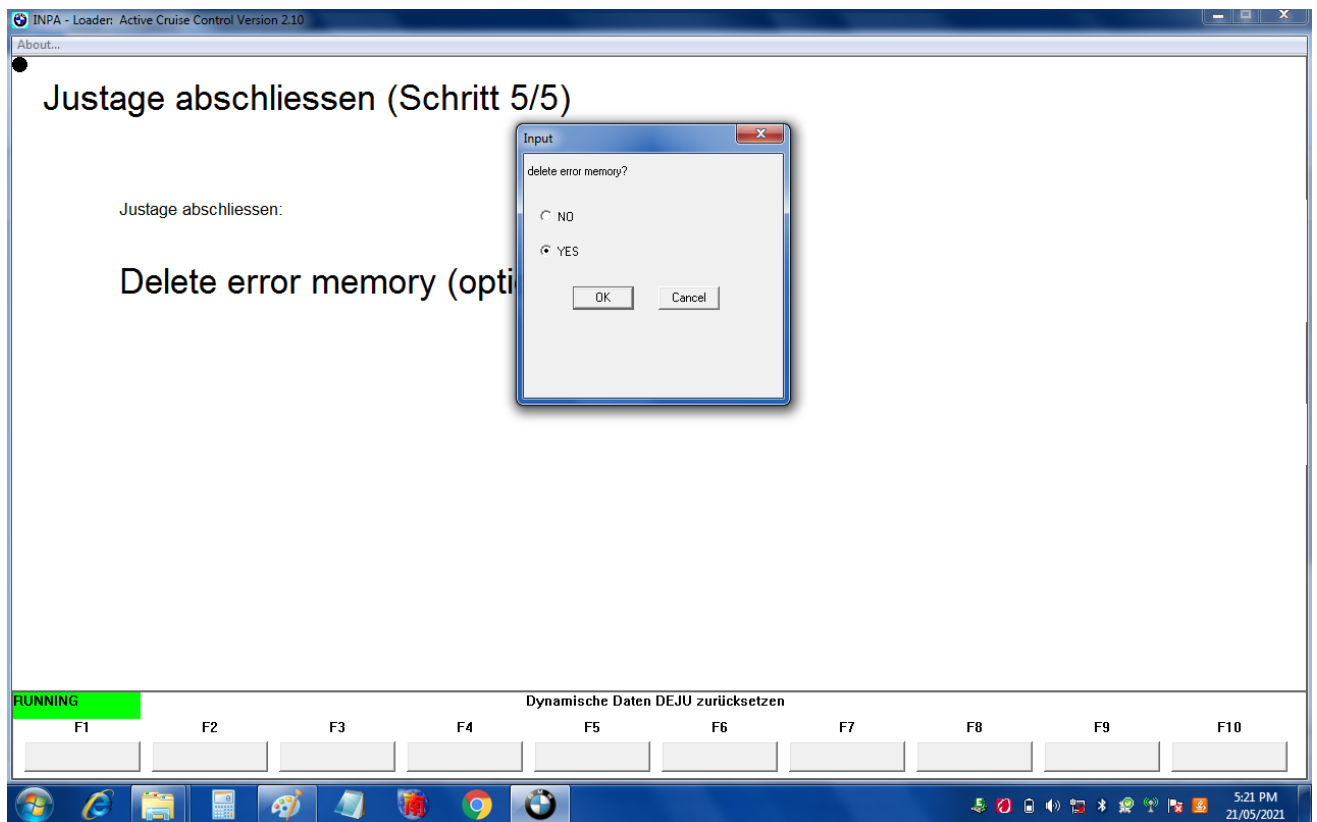 INPA - Loader: Active Cruise Control Version 2.10
About...
Justage abschliessen (Schritt 5/5)
Input
delete error memory?
Justage abschliessen:
NO
YES
Delete error memory (opti
OK Cancel
RUNNING Dynamische Daten DEJU zurücksetzen
F1 F2 F3 F4 F5 F6 F7 F8 F9 F10
5:21 PM
21/05/2021